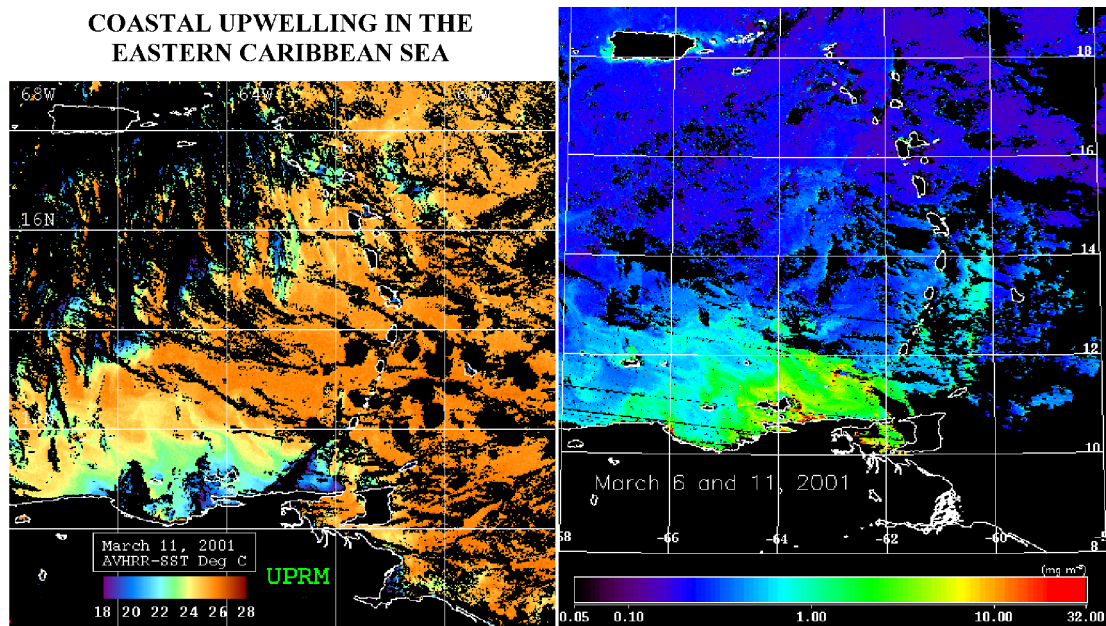 COASTAL UPWELLING IN THE
EASTERN CARIBBEAN SEA
68W 64W 60W
16N
March 11, 2001
AVHRR-SST Deg C
UPRM
18 20 22 24 26 28
18
16
14
12
10
March 6 and 11, 2001
-68 -66 -64 -62 -60 8
(mg m-3)
0.05 0.10 1.00 10.00 32.00